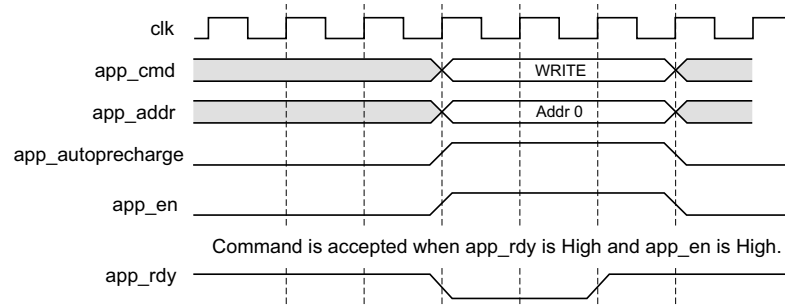 clk
app_cmd WRITE
app_addr Addr 0
app_autoprecharge
app_en
Command is accepted when app_rdy is High and app_en is High.
app_rdy